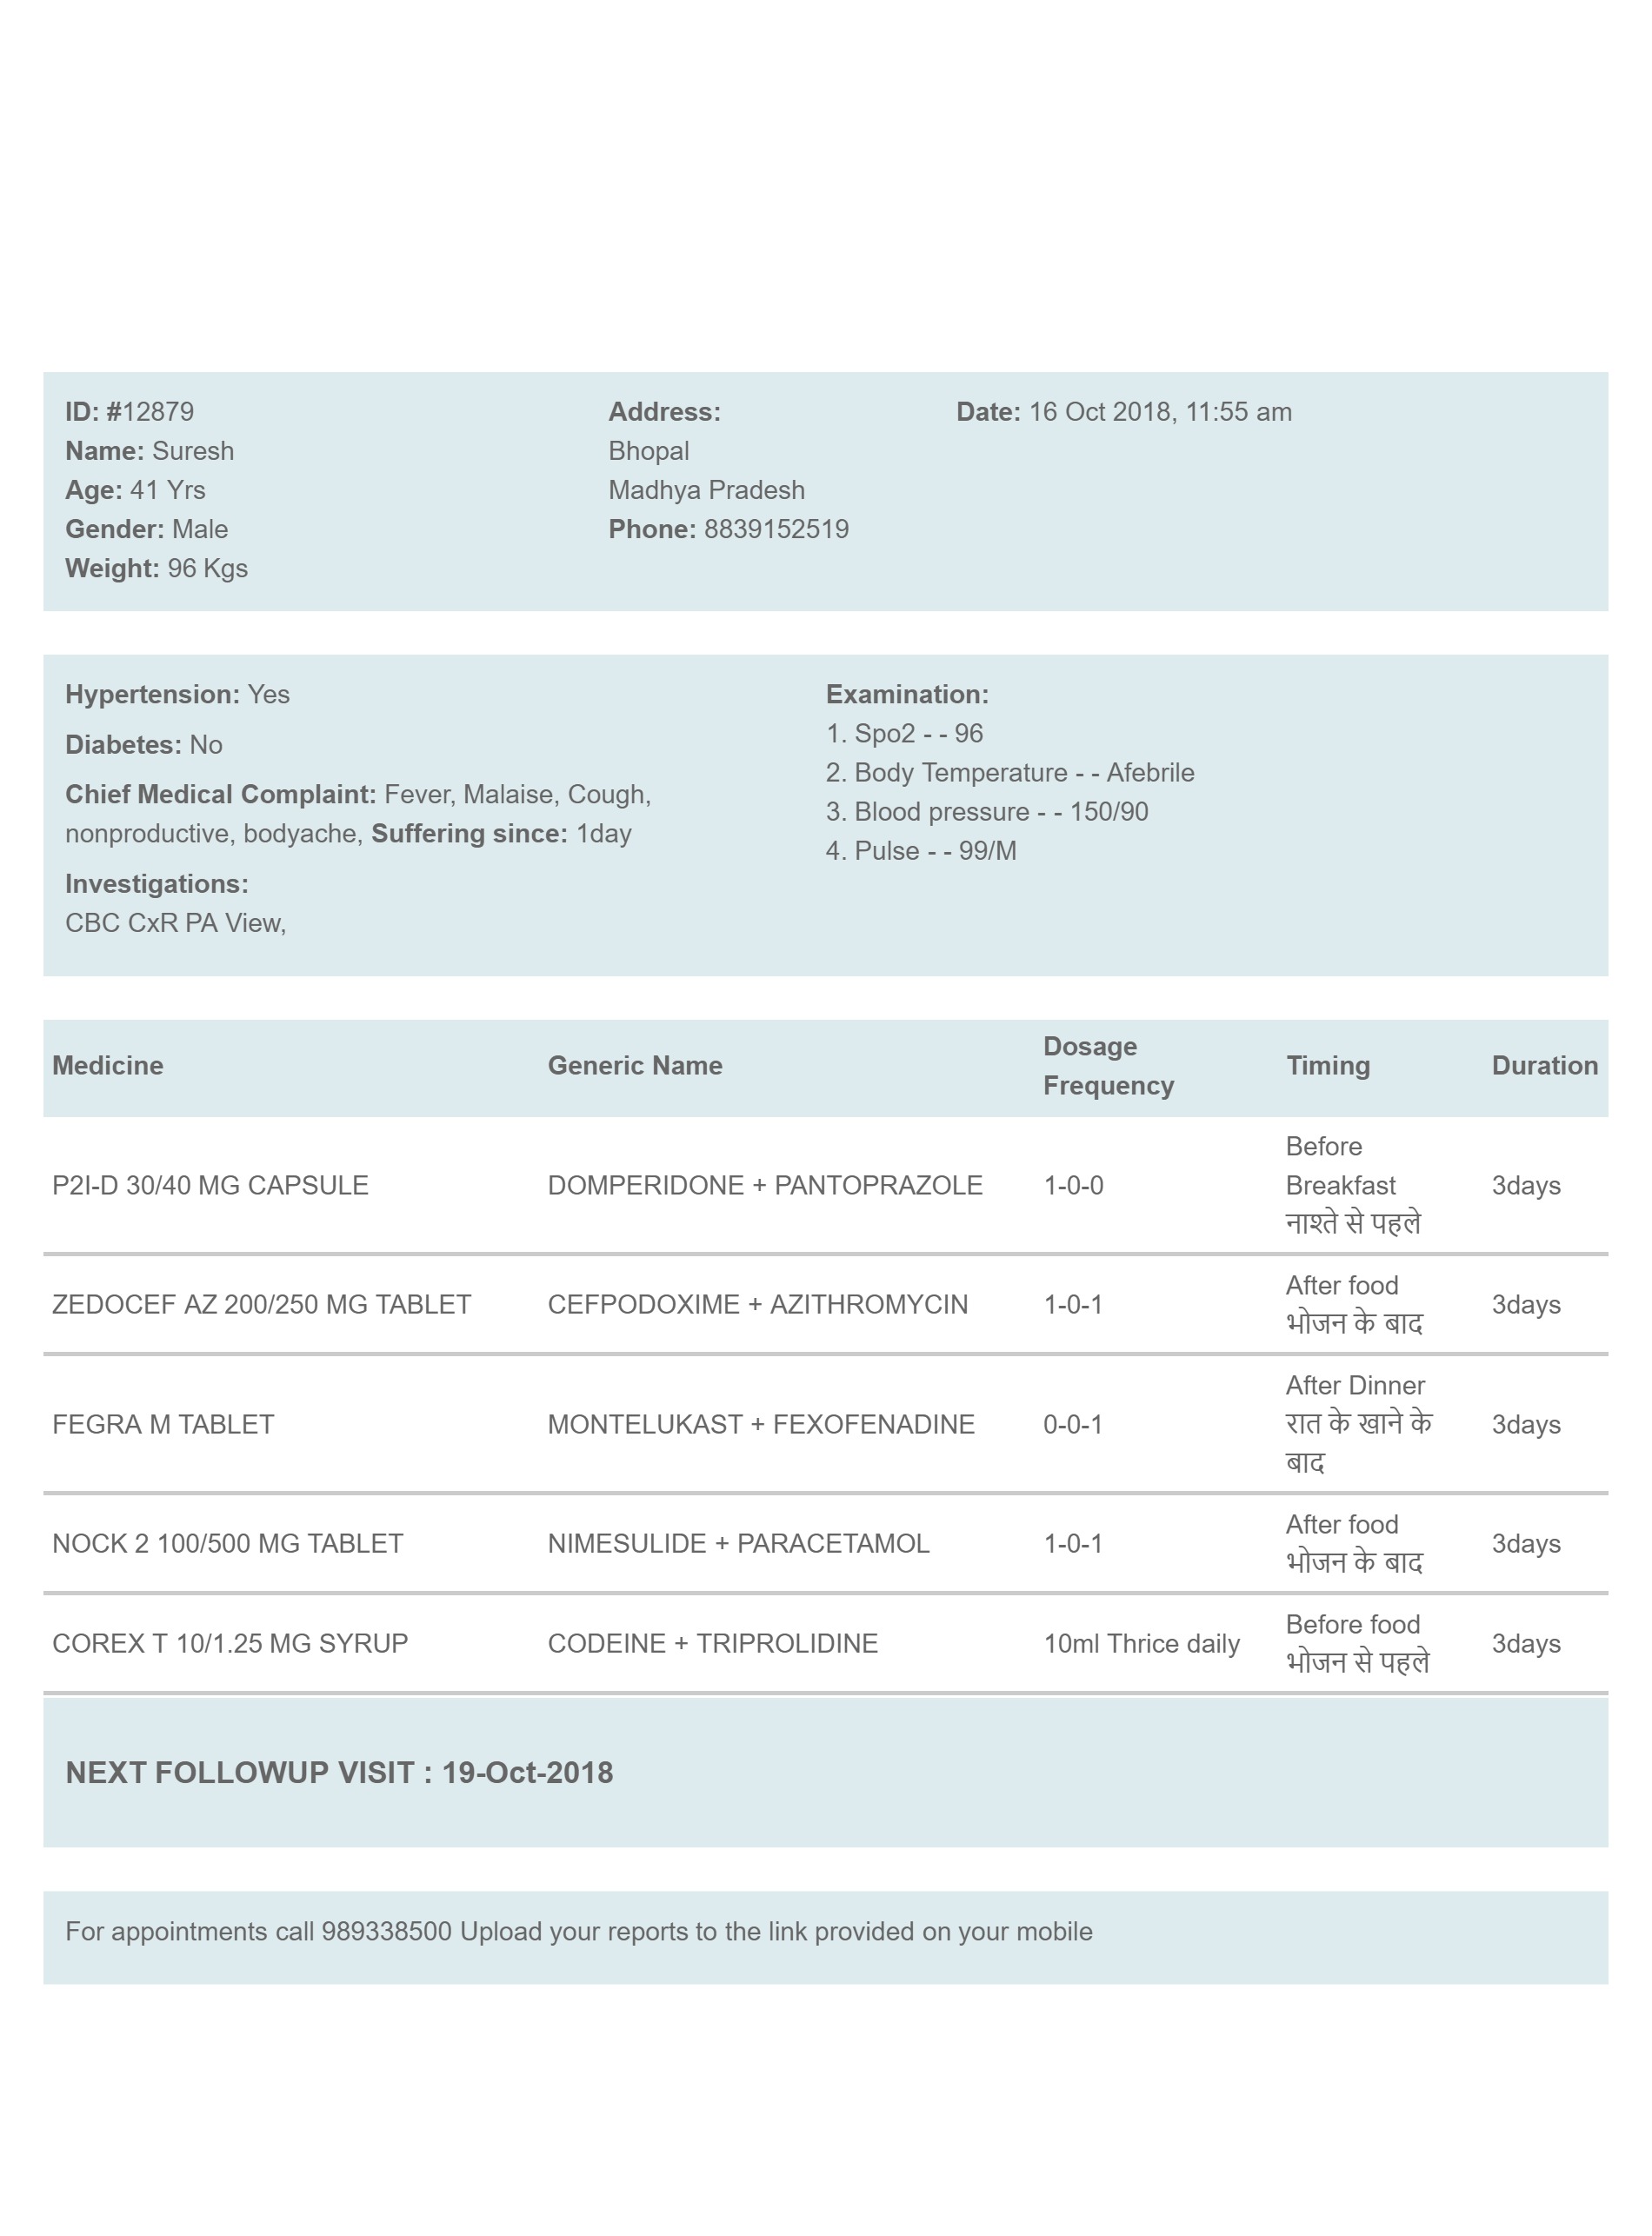 ID: #12879
Name: Suresh
Age: 41 Yrs
Gender: Male
Weight: 96 Kgs
Address:
Bhopal
Madhya Pradesh
Phone: 8839152519
Date: 16 Oct 2018, 11:55 am
Hypertension: Yes
Diabetes: No
Chief Medical Complaint: Fever, Malaise, Cough,
nonproductive, bodyache, Suffering since: 1day
Investigations:
CBC CxR PA View,
Examination:
1. Spo2 - - 96
2. Body Temperature - - Afebrile
3. Blood pressure - - 150/90
4. Pulse - - 99/M
Medicine Generic Name Dosage Frequency Timing Duration
P2I-D 30/40 MG CAPSULE DOMPERIDONE + PANTOPRAZOLE 1-0-0 Before Breakfast नाश्ते से पहले 3days
ZEDOCEF AZ 200/250 MG TABLET CEFPODOXIME + AZITHROMYCIN 1-0-1 After food भोजन के बाद 3days
FEGRA M TABLET MONTELUKAST + FEXOFENADINE 0-0-1 After Dinner रात के खाने के बाद 3days
NOCK 2 100/500 MG TABLET NIMESULIDE + PARACETAMOL 1-0-1 After food भोजन के बाद 3days
COREX T 10/1.25 MG SYRUP CODEINE + TRIPROLIDINE 10ml Thrice daily Before food भोजन से पहले 3days
NEXT FOLLOWUP VISIT : 19-Oct-2018
For appointments call 989338500 Upload your reports to the link provided on your mobile